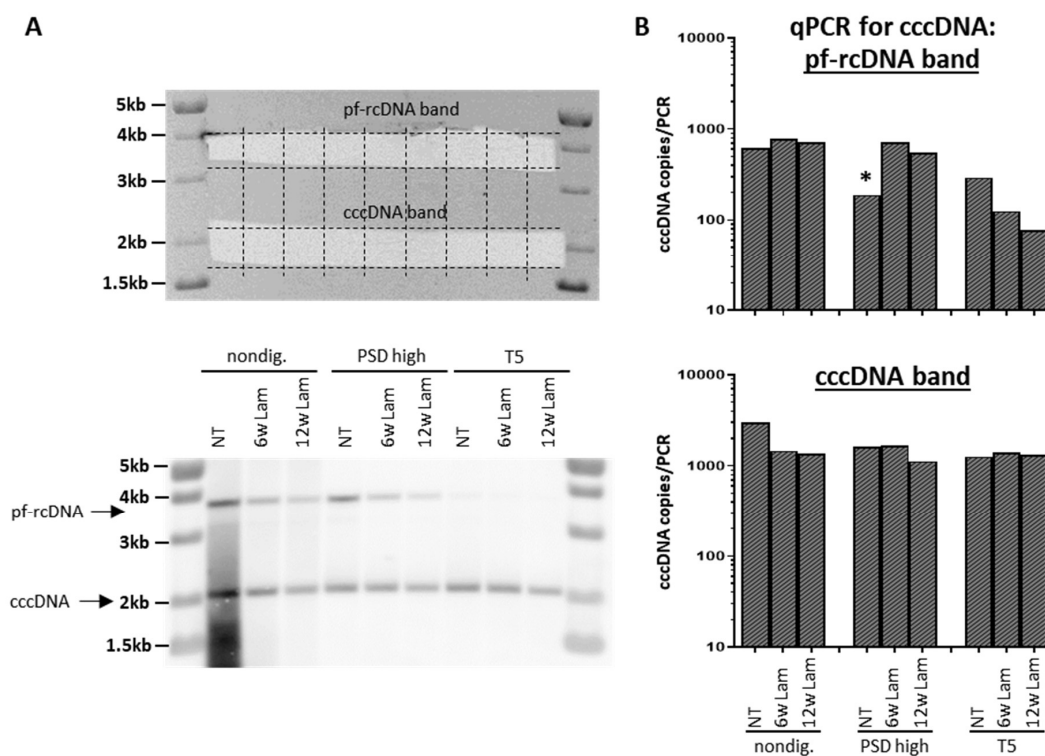 A
5kb
4kb
3kb
2kb
1.5kb
pf-rcDNA band
cccDNA band
nondig.
PSD high
T5
NT
6w Lam
12w Lam
NT
6w Lam
12w Lam
NT
6w Lam
12w Lam
5kb
4kb
3kb
2kb
1.5kb
pf-rcDNA
cccDNA
B
qPCR for cccDNA:
pf-rcDNA band
cccDNA copies/PCR
10000
1000
100
10
*
cccDNA band
cccDNA copies/PCR
10000
1000
100
10
NT
6w Lam
12w Lam
NT
6w Lam
12w Lam
NT
6w Lam
12w Lam
nondig.
PSD high
T5